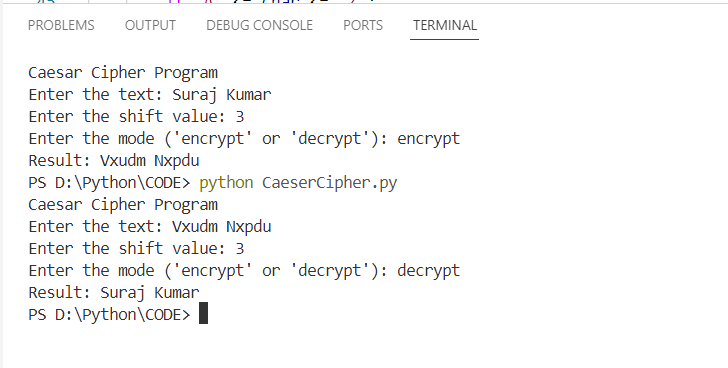 PROBLEMS OUTPUT DEBUG CONSOLE PORTS TERMINAL
Caesar Cipher Program
Enter the text: Suraj Kumar
Enter the shift value: 3
Enter the mode ('encrypt' or 'decrypt'): encrypt
Result: Vxudm Nxpdu
PS D:\Python\CODE> python CaeserCipher.py
Caesar Cipher Program
Enter the text: Vxudm Nxpdu
Enter the shift value: 3
Enter the mode ('encrypt' or 'decrypt'): decrypt
Result: Suraj Kumar
PS D:\Python\CODE>